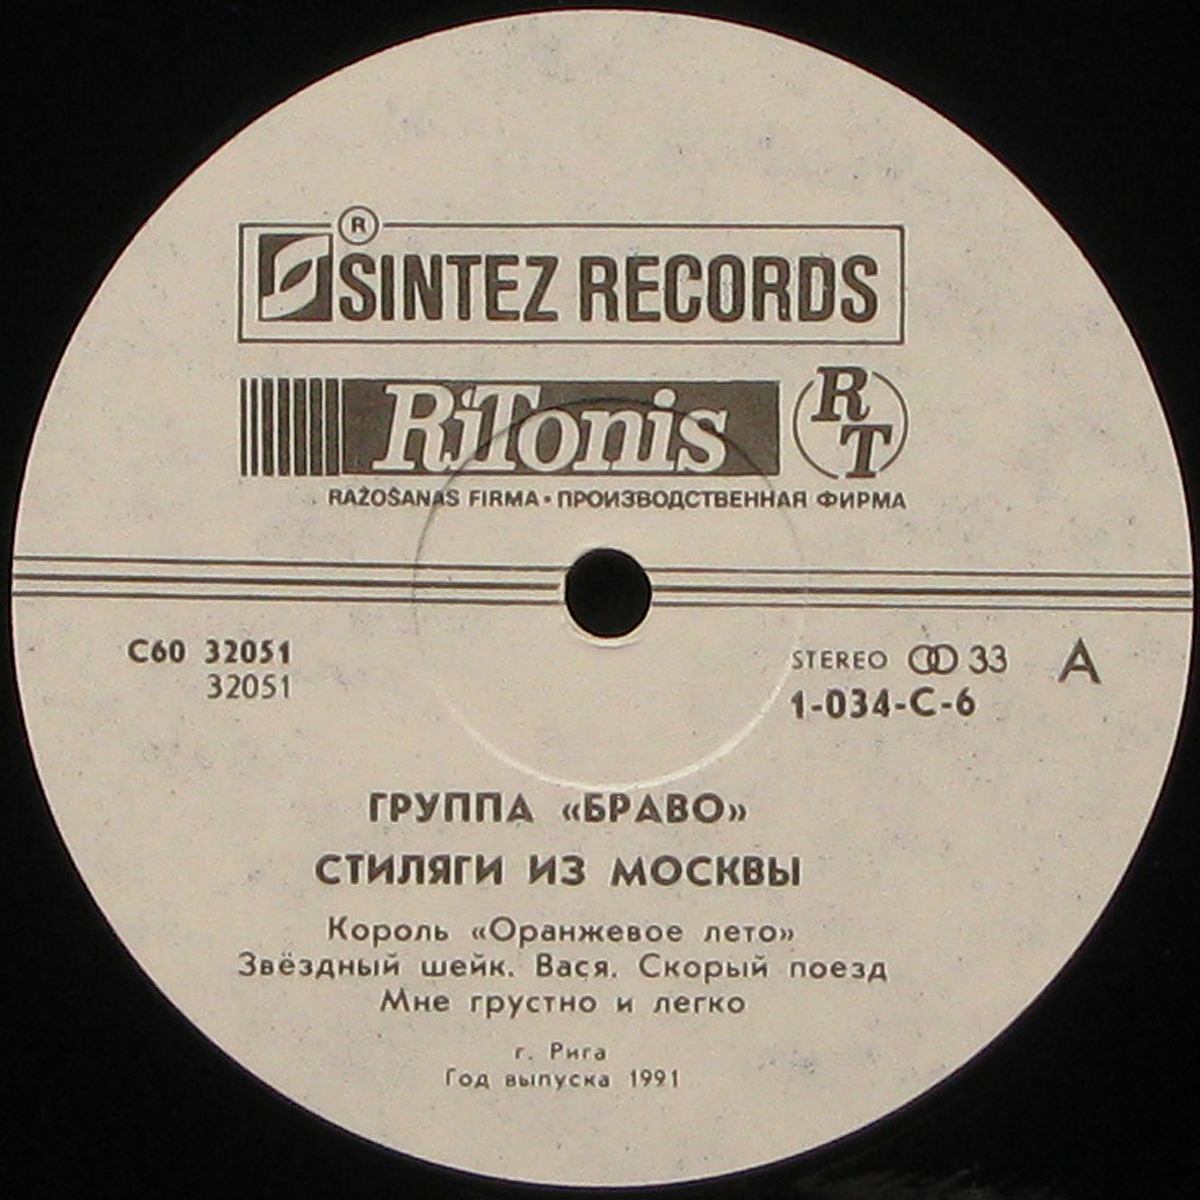 ®
SINTEZ RECORDS
RiTonis RT
RAŽOŠANAS FIRMA • ПРОИЗВОДСТВЕННАЯ ФИРМА
С60 32051
32051
STEREO 33 A
1-034-C-6
ГРУППА «БРАВО»
СТИЛЯГИ ИЗ МОСКВЫ
Король «Оранжевое лето»
Звёздный шейк. Вася. Скорый поезд
Мне грустно и легко
г. Рига
Год выпуска 1991